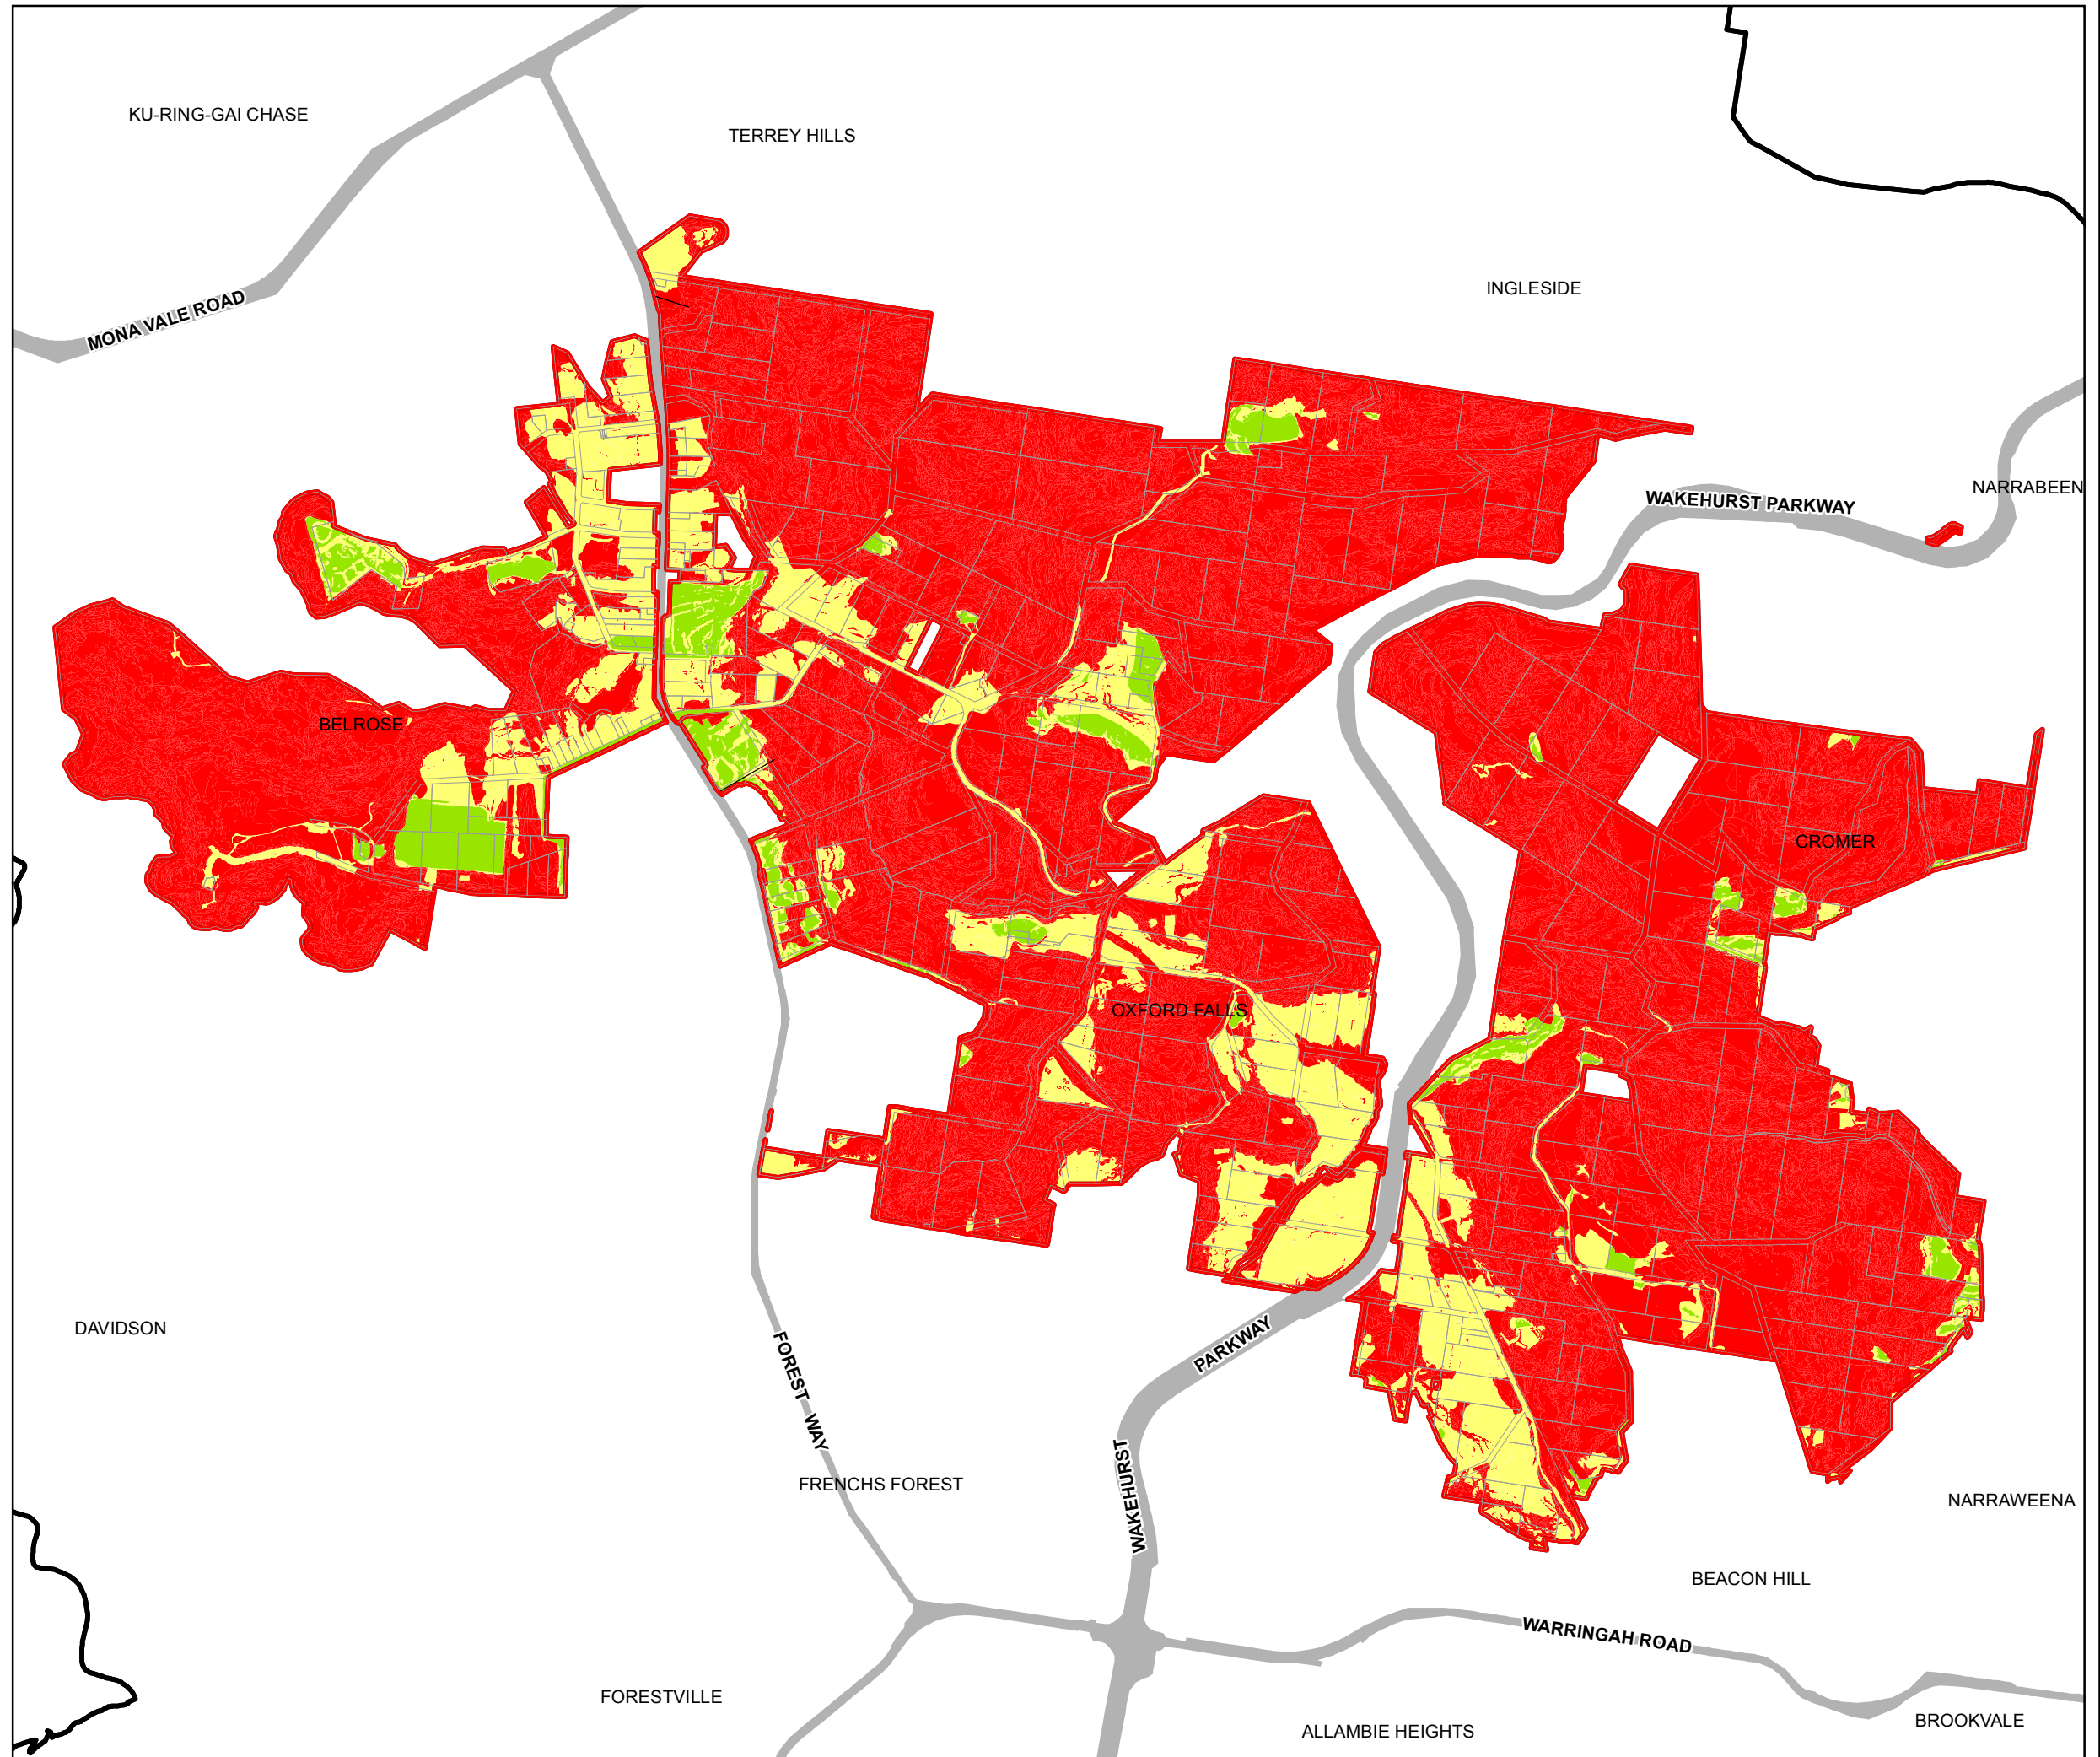 KU-RING-GAI CHASE
TERREY HILLS
INGLESIDE
MONA VALE ROAD
NARRABEEN
WAKEHURST PARKWAY
BELROSE
CROMER
OXFORD FALLS
DAVIDSON
PARKWAY
FOREST WAY
WAKEHURST
FRENCHS FOREST
NARRAWEENA
BEACON HILL
WARRINGAH ROAD
FORESTVILLE
BROOKVALE
ALLAMBIE HEIGHTS